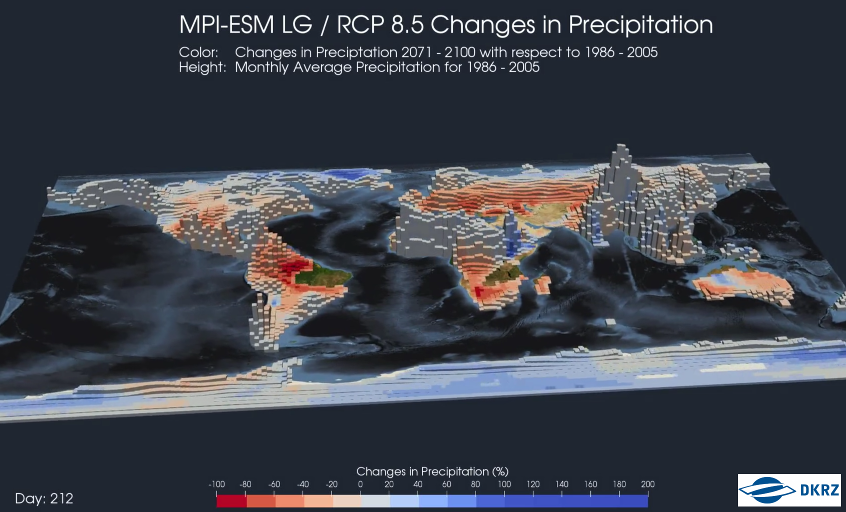 MPI-ESM LG / RCP 8.5 Changes in Precipitation
Color: Changes in Preciptation 2071 - 2100 with respect to 1986 - 2005
Height: Monthly Average Precipitation for 1986 - 2005
Changes in Precipitation (%)
-100 -80 -60 -40 -20 0 20 40 60 80 100 120 140 160 180 200
Day: 212
DKRZ